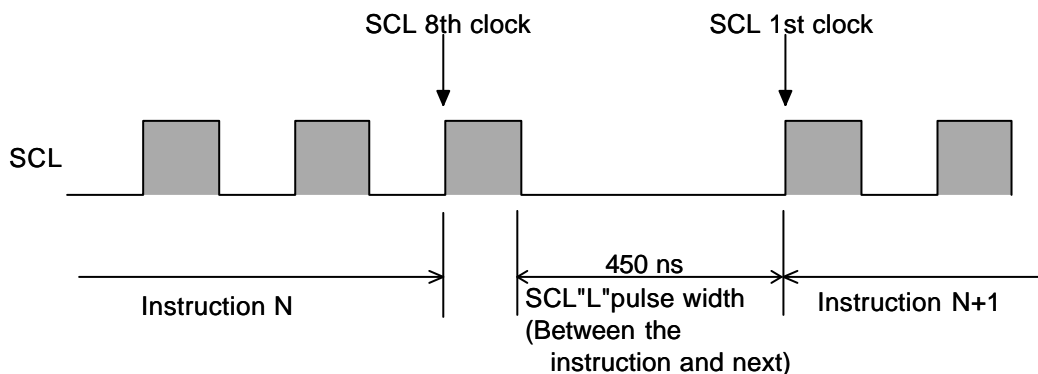 SCL 8th clock
SCL 1st clock
SCL
450 ns
Instruction N
SCL"L"pulse width
(Between the
instruction and next)
Instruction N+1